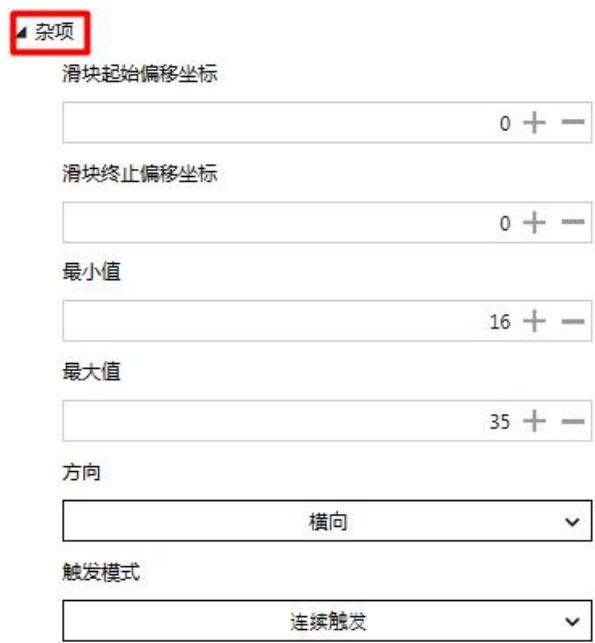 杂项
滑块起始偏移坐标
0
滑块终止偏移坐标
0
最小值
16
最大值
35
方向
横向
触发模式
连续触发